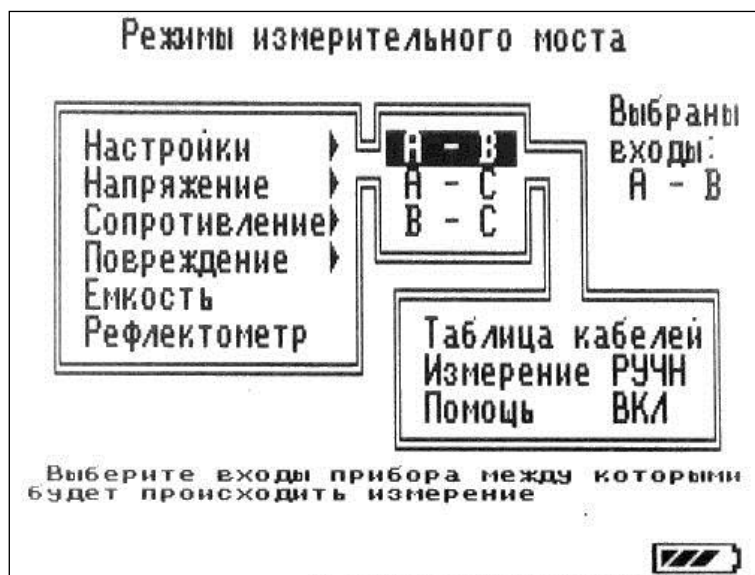 Режимы измерительного моста
Настройки
Напряжение
Сопротивление
Повреждение
Емкость
Рефлектометр
A - B
A - C
B - C
Выбраны
входы:
A - B
Таблица кабелей
Измерение РУЧН
Помощь ВКЛ
Выберите входы прибора между которыми
будет происходить измерение